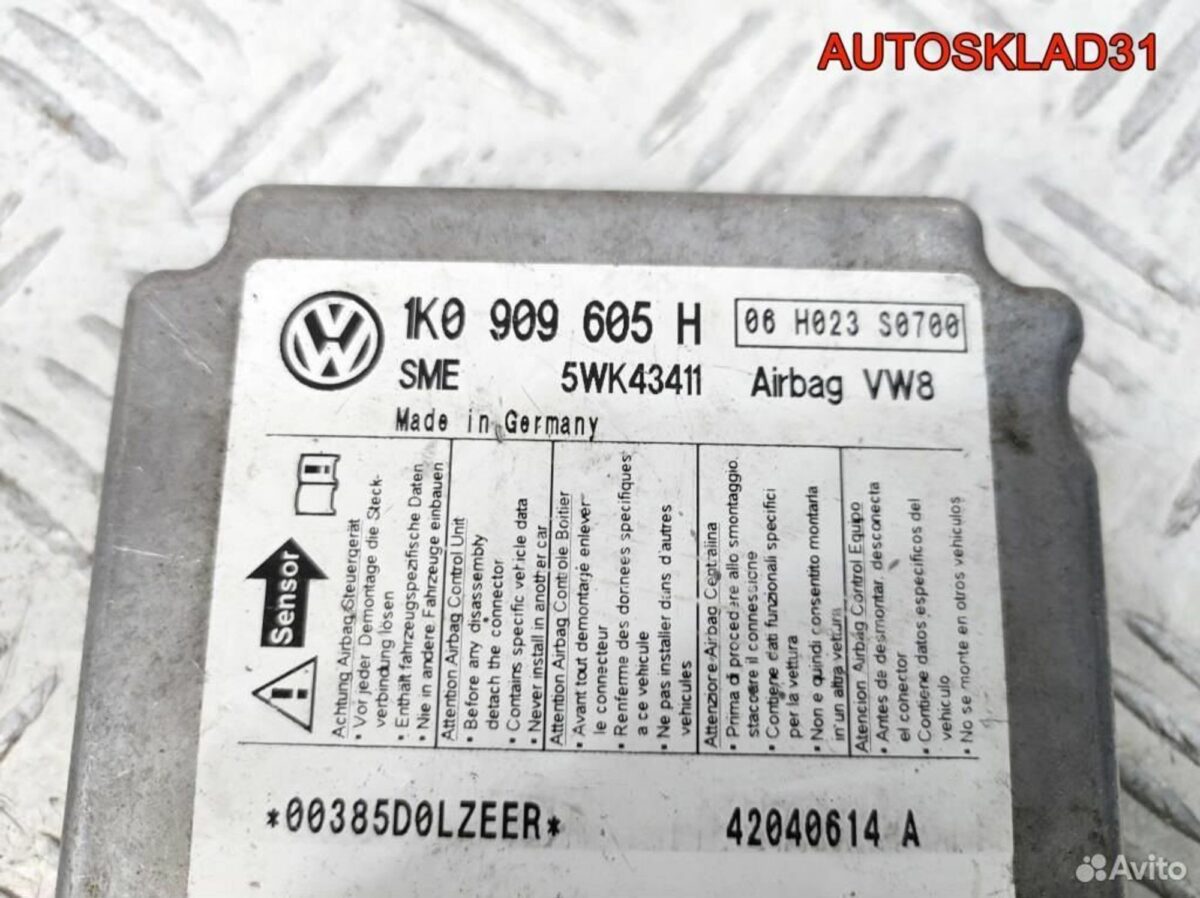 AUTOSKLAD31
1K0 909 605 H
06 H023 S0700
SME 5WK43411 Airbag VW8
Made in Germany
Sensor
Achtung Airbag Steuergerät
• Vor jeder Demontage die Steck-
verbindung lösen
• Enthält fahrzeugspezifische Daten
• Nie in andere Fahrzeuge einbauen
Attention Airbag Control Unit
• Before any disassembly
detach the connector
• Contains specific vehicle data
• Never install in another car
Attention Airbag Controle Boitier
• Avant tout demontarje enlever
le connecteur
• Renferme des donnees specifiques
a ce vehicule
• Ne pas installer dans d'autres
vehicules
Attenziore Airbag Centralina
• Prima di procedere allo smontaggio
staccare il connessione
• Contiene dati funzionali specifici
per la vettura
• Non e quindi consentito montarla
in un altra vettura
Atencion Airbag Control Equipo
• Antes de desmontar, desconecta
el conector
• Contiene datos especificos del
vehiculo
• No se monte en otros vehiculos
*00385D0LZEER*
42040614 A
Avito